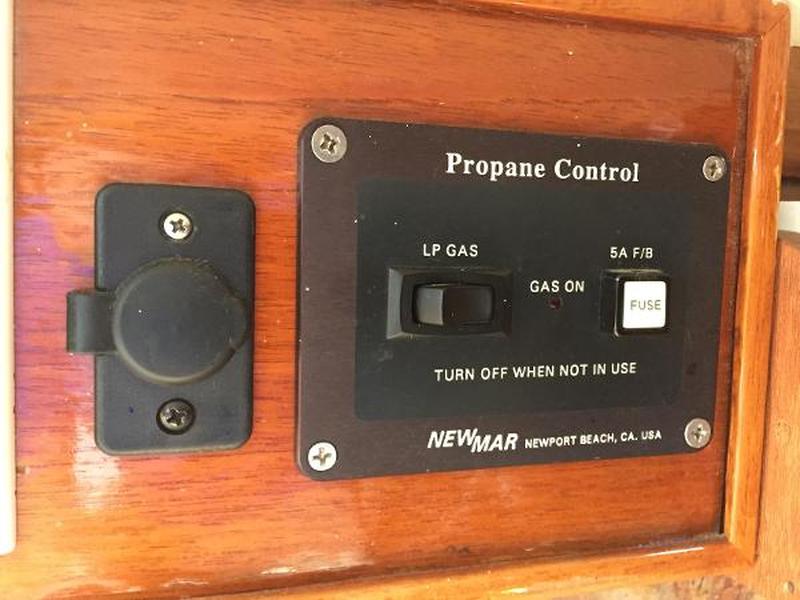 Propane Control
LP GAS
5A F/B
GAS ON
FUSE
TURN OFF WHEN NOT IN USE
NEWMAR NEWPORT BEACH, CA. USA